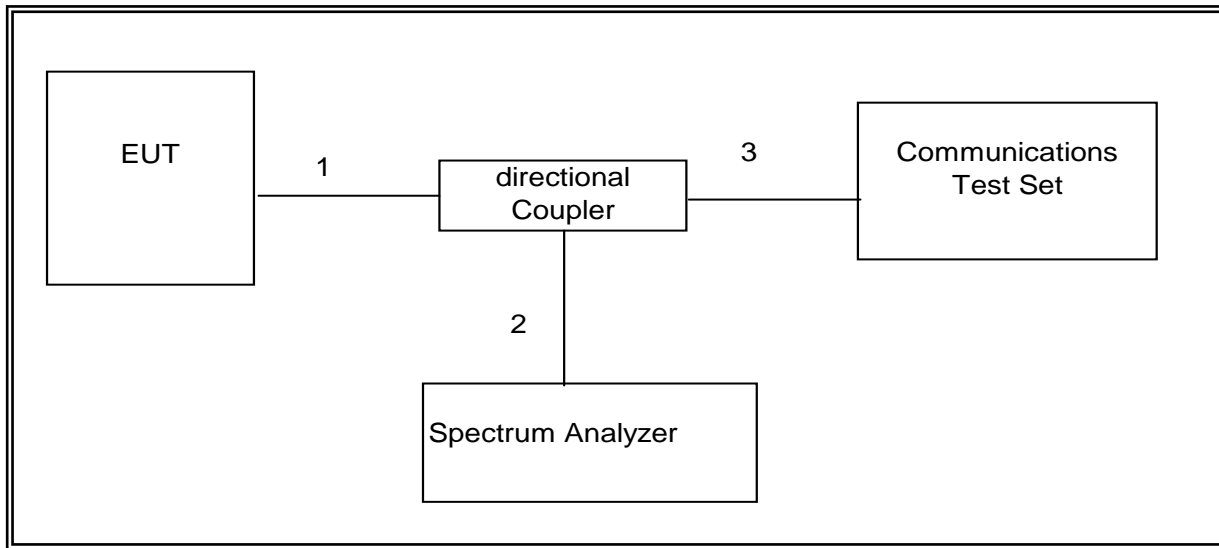 EUT
1
directional
Coupler
3
Communications
Test Set
2
Spectrum Analyzer